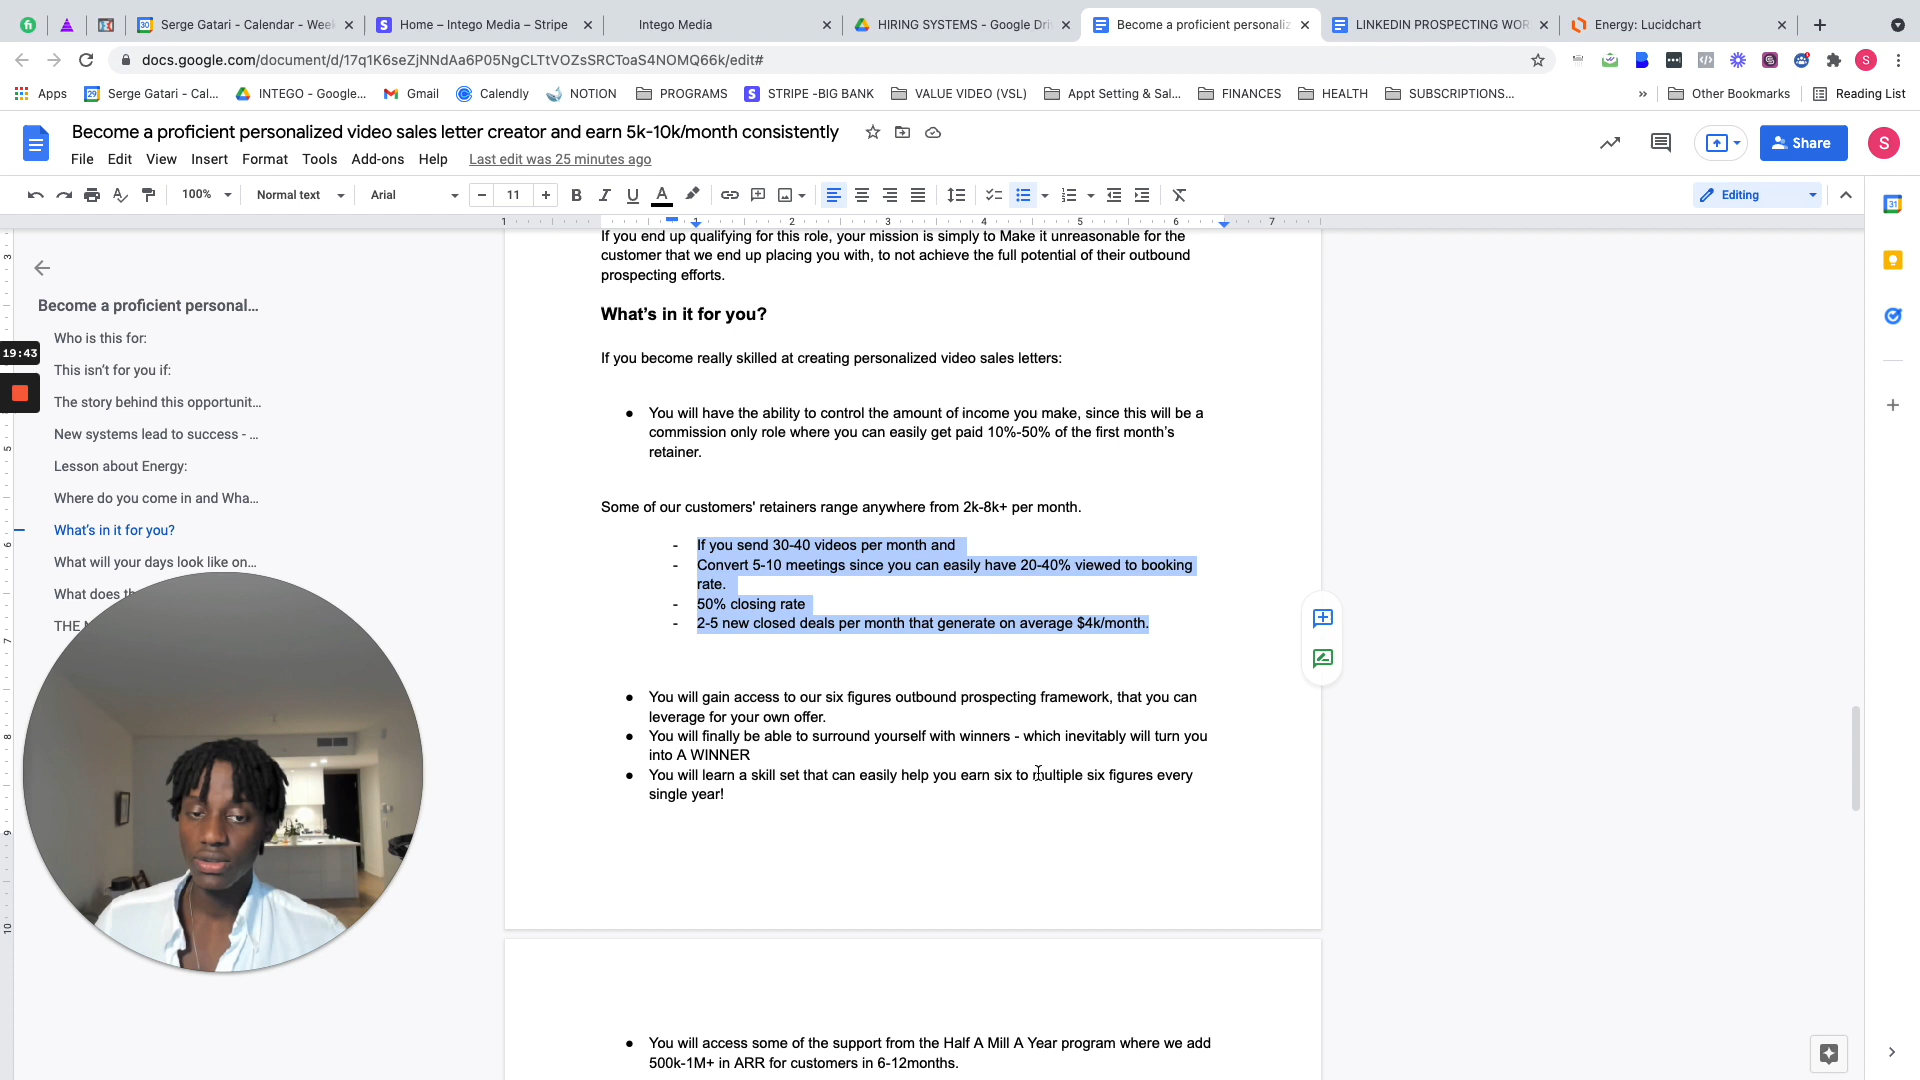 Serge Gatari - Calendar - Wee
Home – Intego Media – Stripe
Intego Media
HIRING SYSTEMS - Google Dri
Become a proficient personaliz
LINKEDIN PROSPECTING WOR
Energy: Lucidchart
docs.google.com/document/d/17q1K6seZjNNdAa6P05NgCLTtVOZsSRCToaS4NOMQ66k/edit#
S
Apps
Serge Gatari - Cal...
INTEGO - Google...
Gmail
Calendly
NOTION
PROGRAMS
STRIPE -BIG BANK
VALUE VIDEO (VSL)
Appt Setting & Sal...
FINANCES
HEALTH
SUBSCRIPTIONS...
»
Other Bookmarks
Reading List
Become a proficient personalized video sales letter creator and earn 5k-10k/month consistently
File Edit View Insert Format Tools Add-ons Help Last edit was 25 minutes ago
Share
S
100%
Normal text
Arial
11
Editing
1 1 2 3 4 5 6 7
Become a proficient personal...
Who is this for:
This isn't for you if:
The story behind this opportunit...
New systems lead to success - ...
Lesson about Energy:
Where do you come in and Wha...
What's in it for you?
What will your days look like on...
What does th
THE
19:43
If you end up qualifying for this role, your mission is simply to Make it unreasonable for the
customer that we end up placing you with, to not achieve the full potential of their outbound
prospecting efforts.
What's in it for you?
If you become really skilled at creating personalized video sales letters:
● You will have the ability to control the amount of income you make, since this will be a
commission only role where you can easily get paid 10%-50% of the first month's
retainer.
Some of our customers' retainers range anywhere from 2k-8k+ per month.
- If you send 30-40 videos per month and
- Convert 5-10 meetings since you can easily have 20-40% viewed to booking
rate.
- 50% closing rate
- 2-5 new closed deals per month that generate on average $4k/month.
● You will gain access to our six figures outbound prospecting framework, that you can
leverage for your own offer.
● You will finally be able to surround yourself with winners - which inevitably will turn you
into A WINNER
● You will learn a skill set that can easily help you earn six to multiple six figures every
single year!
● You will access some of the support from the Half A Mill A Year program where we add
500k-1M+ in ARR for customers in 6-12months.